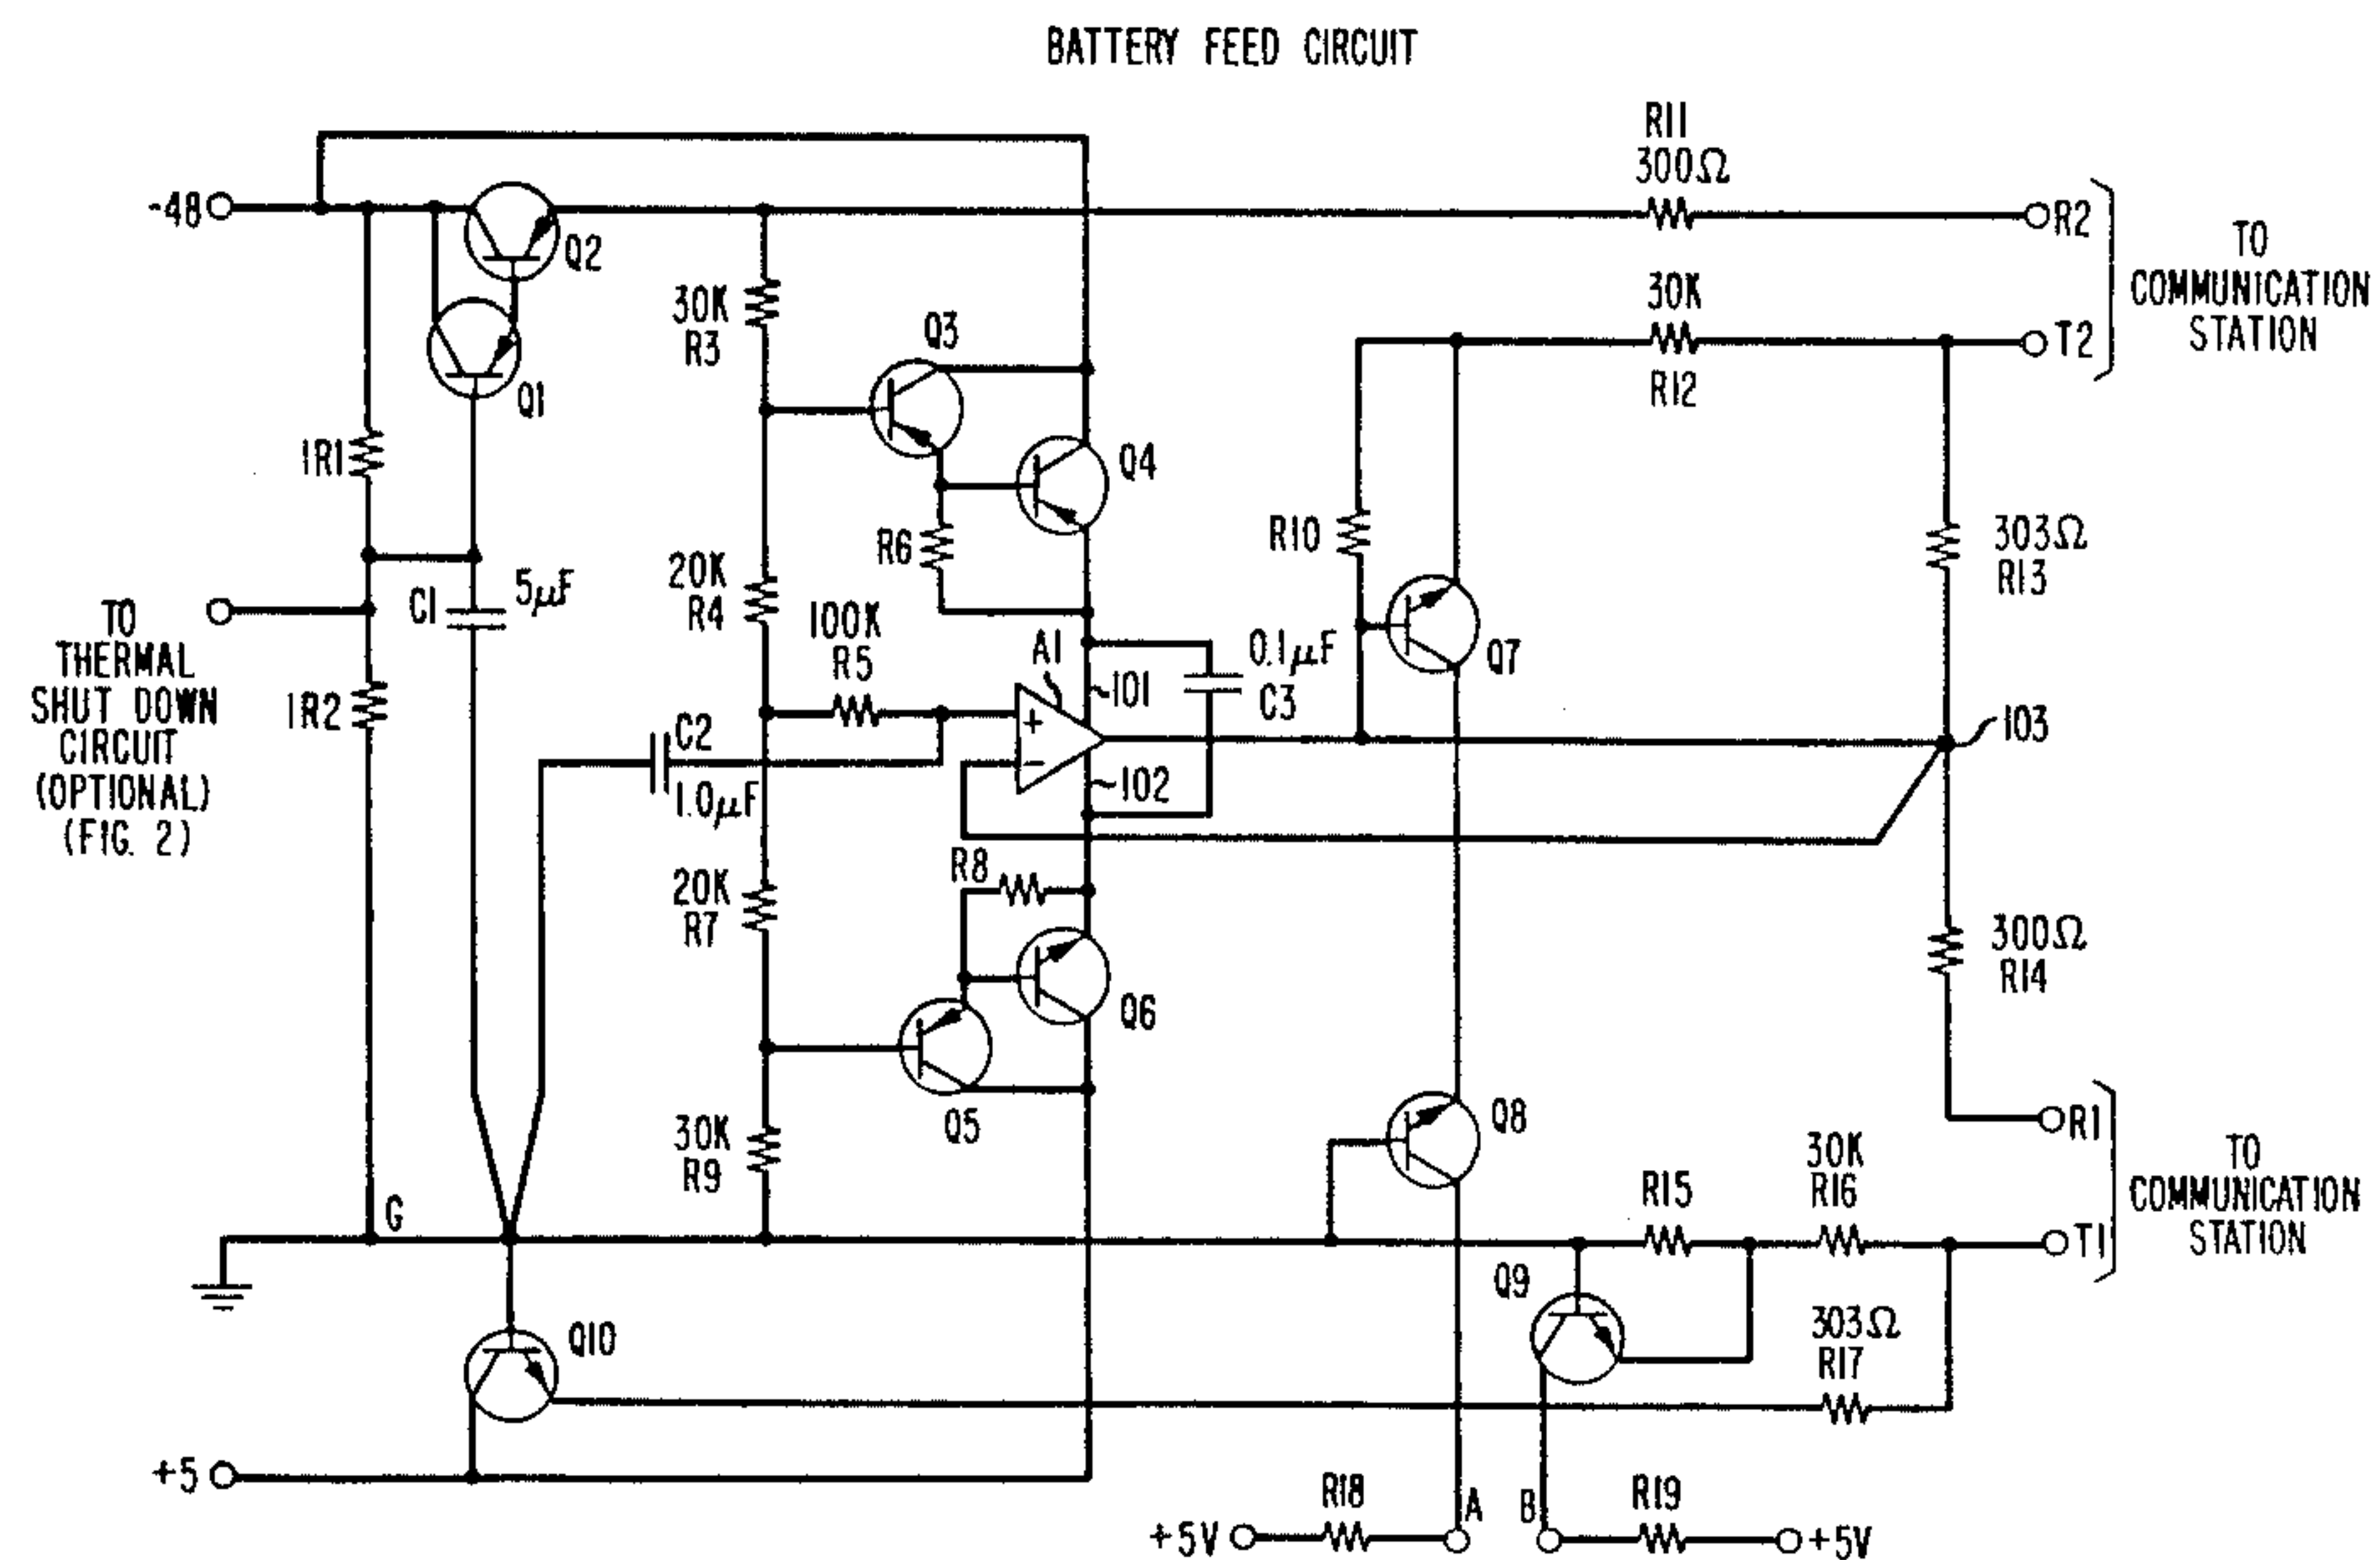 BATTERY FEED CIRCUIT
R11
300Ω
-48
R2
Q2
TO
COMMUNICATION
STATION
30K
R3
Q3
30K
R12
T2
Q1
1R1
Q4
R6
R10
303Ω
R13
C1
5μF
20K
R4
100K
R5
A1
0.1μF
C3
Q7
TO
THERMAL
SHUT DOWN
CIRCUIT
(OPTIONAL)
(FIG. 2)
1R2
101
103
C2
1.0μF
+
-
102
20K
R7
R8
300Ω
R14
Q6
Q5
30K
R9
Q8
R1
TO
COMMUNICATION
STATION
G
R15
30K
R16
T1
Q9
303Ω
R17
Q10
+5
R18
A
B
R19
+5V
+5V